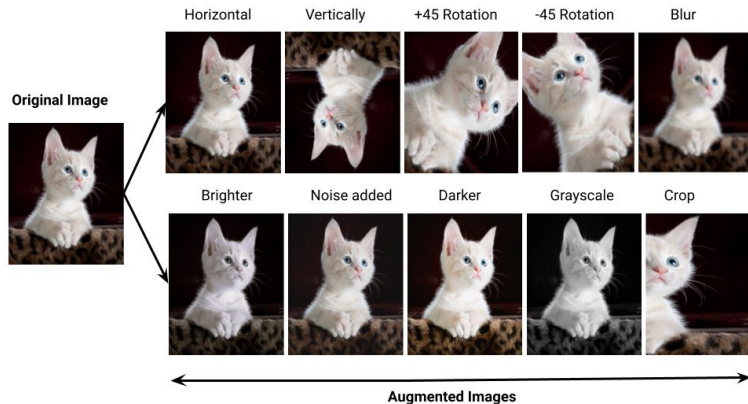 Horizontal Vertically +45 Rotation -45 Rotation Blur
Original Image
Brighter Noise added Darker Grayscale Crop
Augmented Images